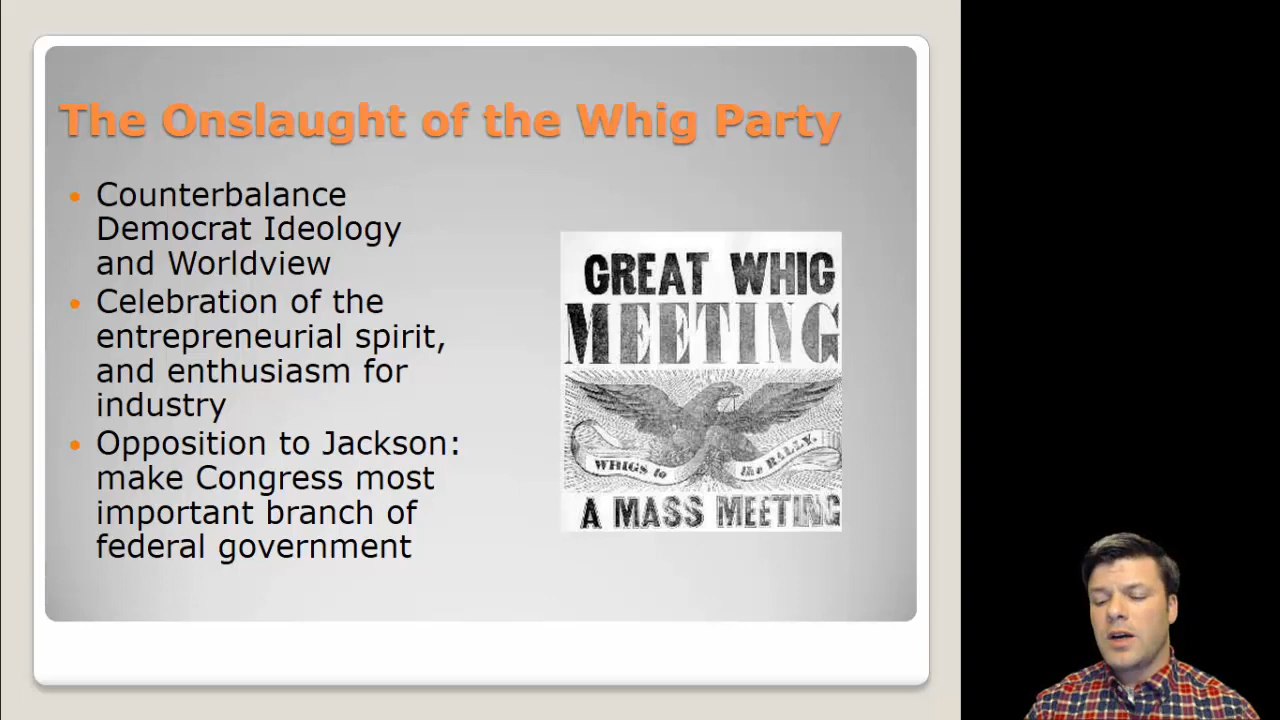 The Onslaught of the Whig Party
• Counterbalance
Democrat Ideology
and Worldview
• Celebration of the
entrepreneurial spirit,
and enthusiasm for
industry
• Opposition to Jackson:
make Congress most
important branch of
federal government
GREAT WHIG
MEETING
WHIGS to the RALLY.
A MASS MEETING